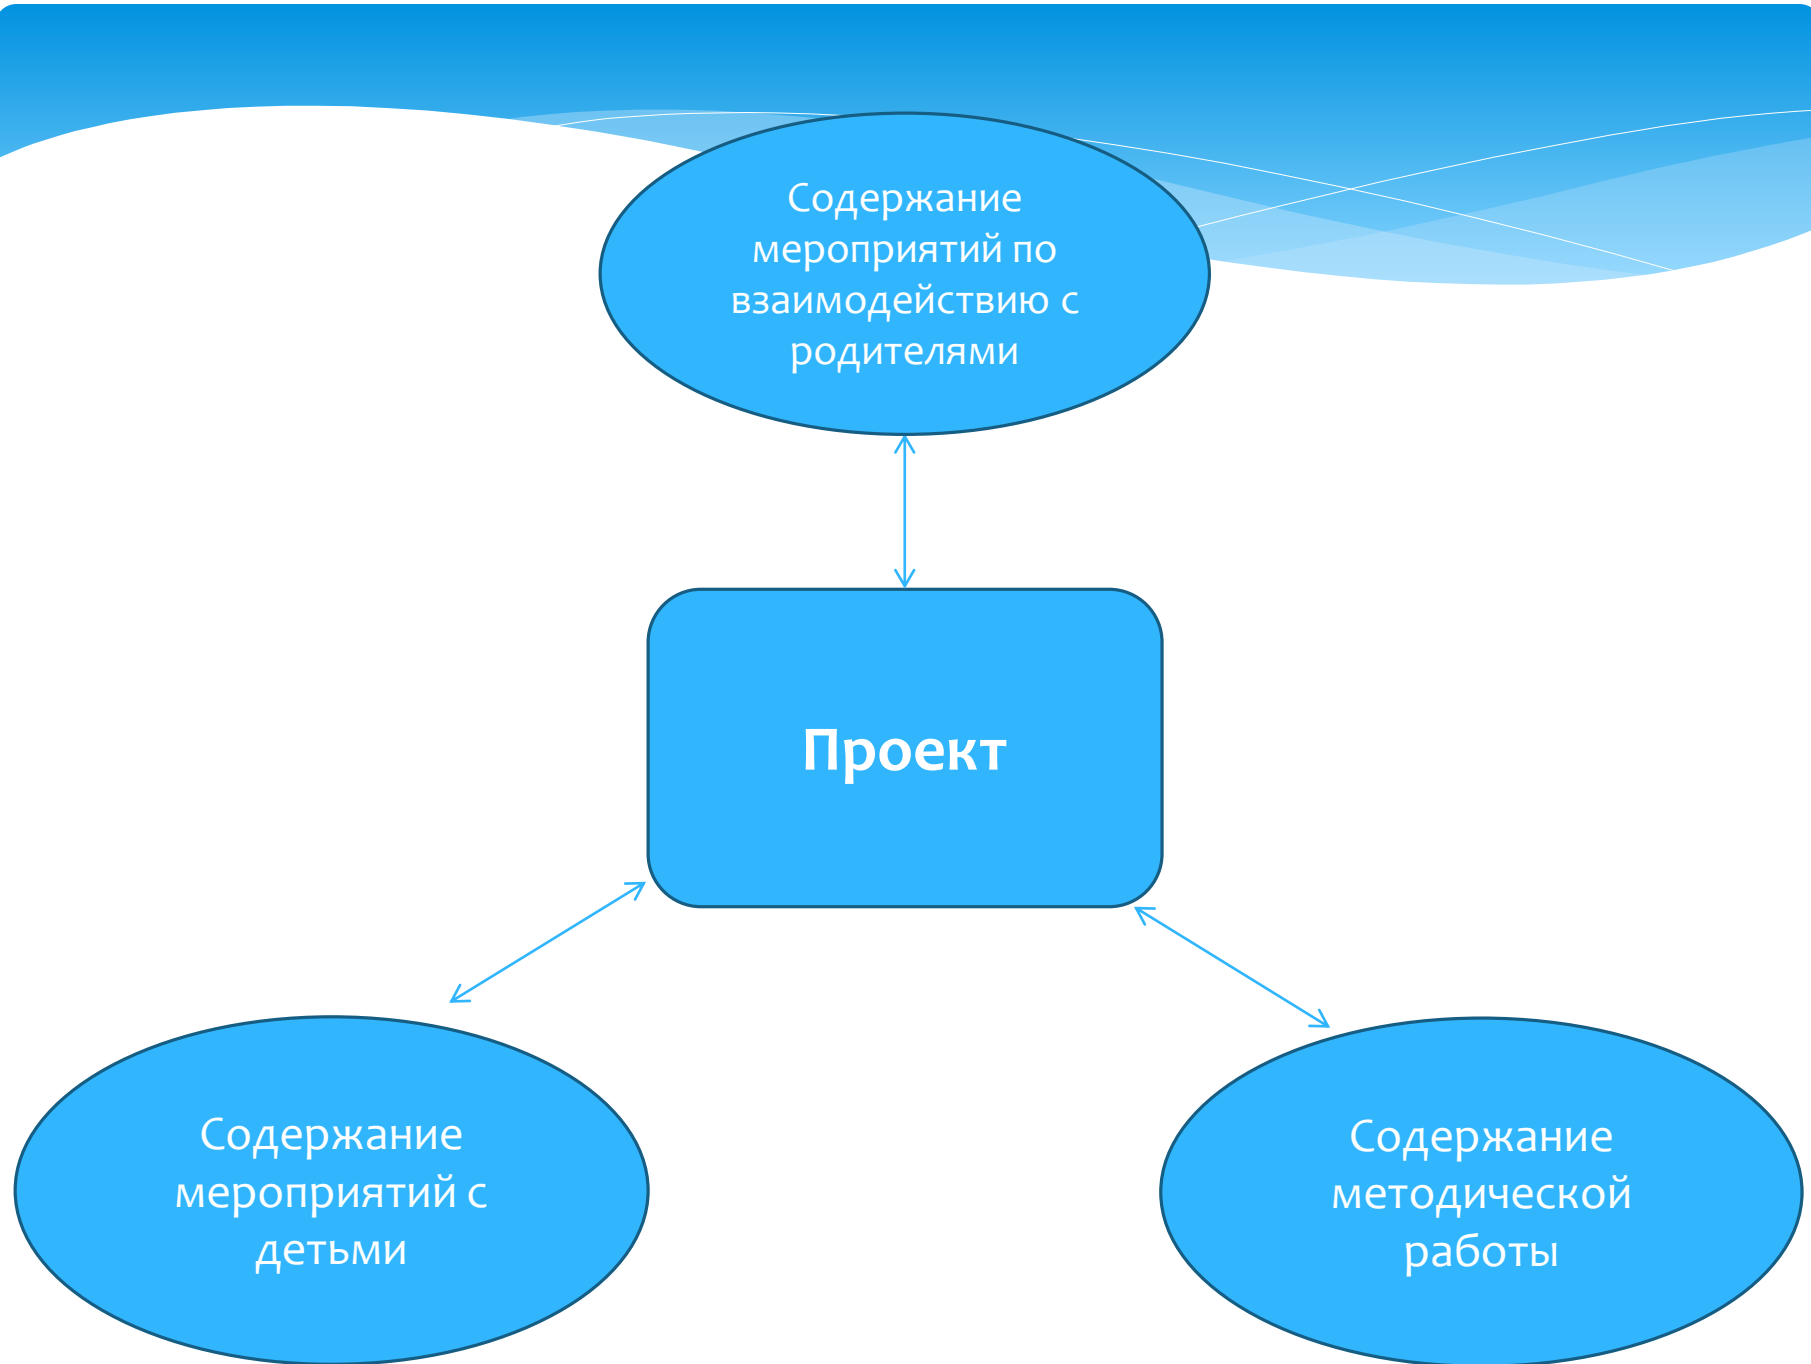 Содержание
мероприятий по
взаимодействию с
родителями
Проект
Содержание
мероприятий с
детьми
Содержание
методической
работы